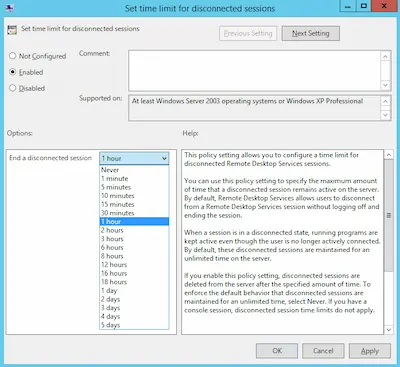 Set time limit for disconnected sessions
Set time limit for disconnected sessions
Previous Setting
Next Setting
Not Configured
Comment:
Enabled
Disabled
Supported on:
At least Windows Server 2003 operating systems or Windows XP Professional
Options:
Help:
End a disconnected session
1 hour
Never
1 minute
5 minutes
10 minutes
15 minutes
30 minutes
1 hour
2 hours
3 hours
6 hours
8 hours
12 hours
16 hours
18 hours
1 day
2 days
3 days
4 days
5 days
This policy setting allows you to configure a time limit for
disconnected Remote Desktop Services sessions.
You can use this policy setting to specify the maximum amount
of time that a disconnected session remains active on the server.
By default, Remote Desktop Services allows users to disconnect
from a Remote Desktop Services session without logging off and
ending the session.
When a session is in a disconnected state, running programs are
kept active even though the user is no longer actively connected.
By default, these disconnected sessions are maintained for an
unlimited time on the server.
If you enable this policy setting, disconnected sessions are
deleted from the server after the specified amount of time. To
enforce the default behavior that disconnected sessions are
maintained for an unlimited time, select Never. If you have a
console session, disconnected session time limits do not apply.
OK
Cancel
Apply